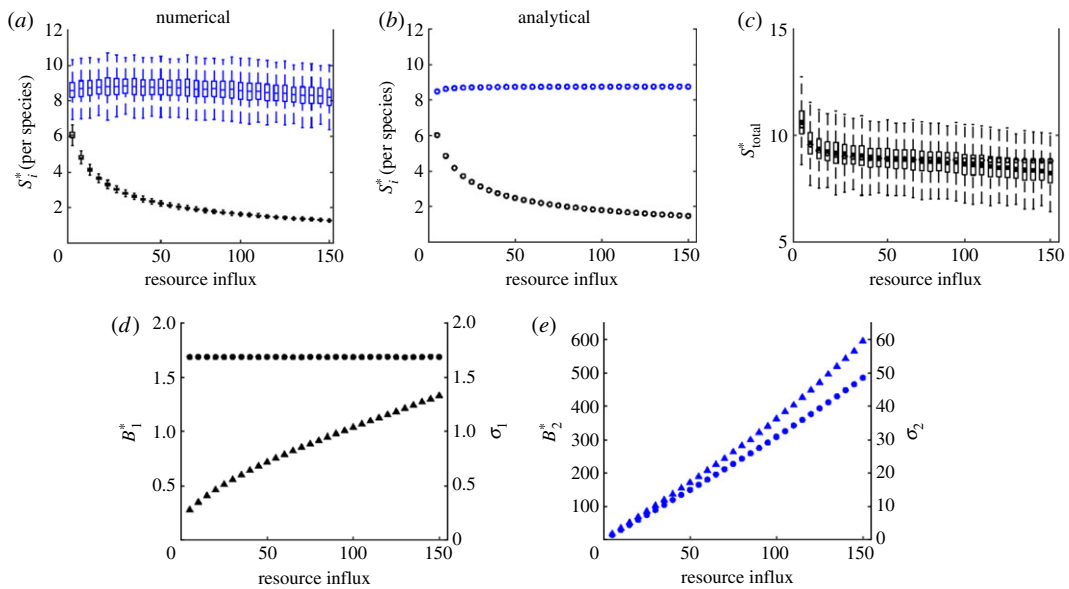 (a) numerical
12
10
8
6
4
2
0 50 100 150
S*i (per species)
resource influx
(b) analytical
12
10
8
6
4
2
0 50 100 150
S*i (per species)
resource influx
(c)
15
10
5
0 50 100 150
S*total
resource influx
(d)
2.0
1.5
1.0
0.5
0 50 100 150
B*1
2.0
1.5
1.0
0.5
0
σ1
resource influx
(e)
600
500
400
300
200
100
0 50 100 150
B*2
60
50
40
30
20
10
0
σ2
resource influx